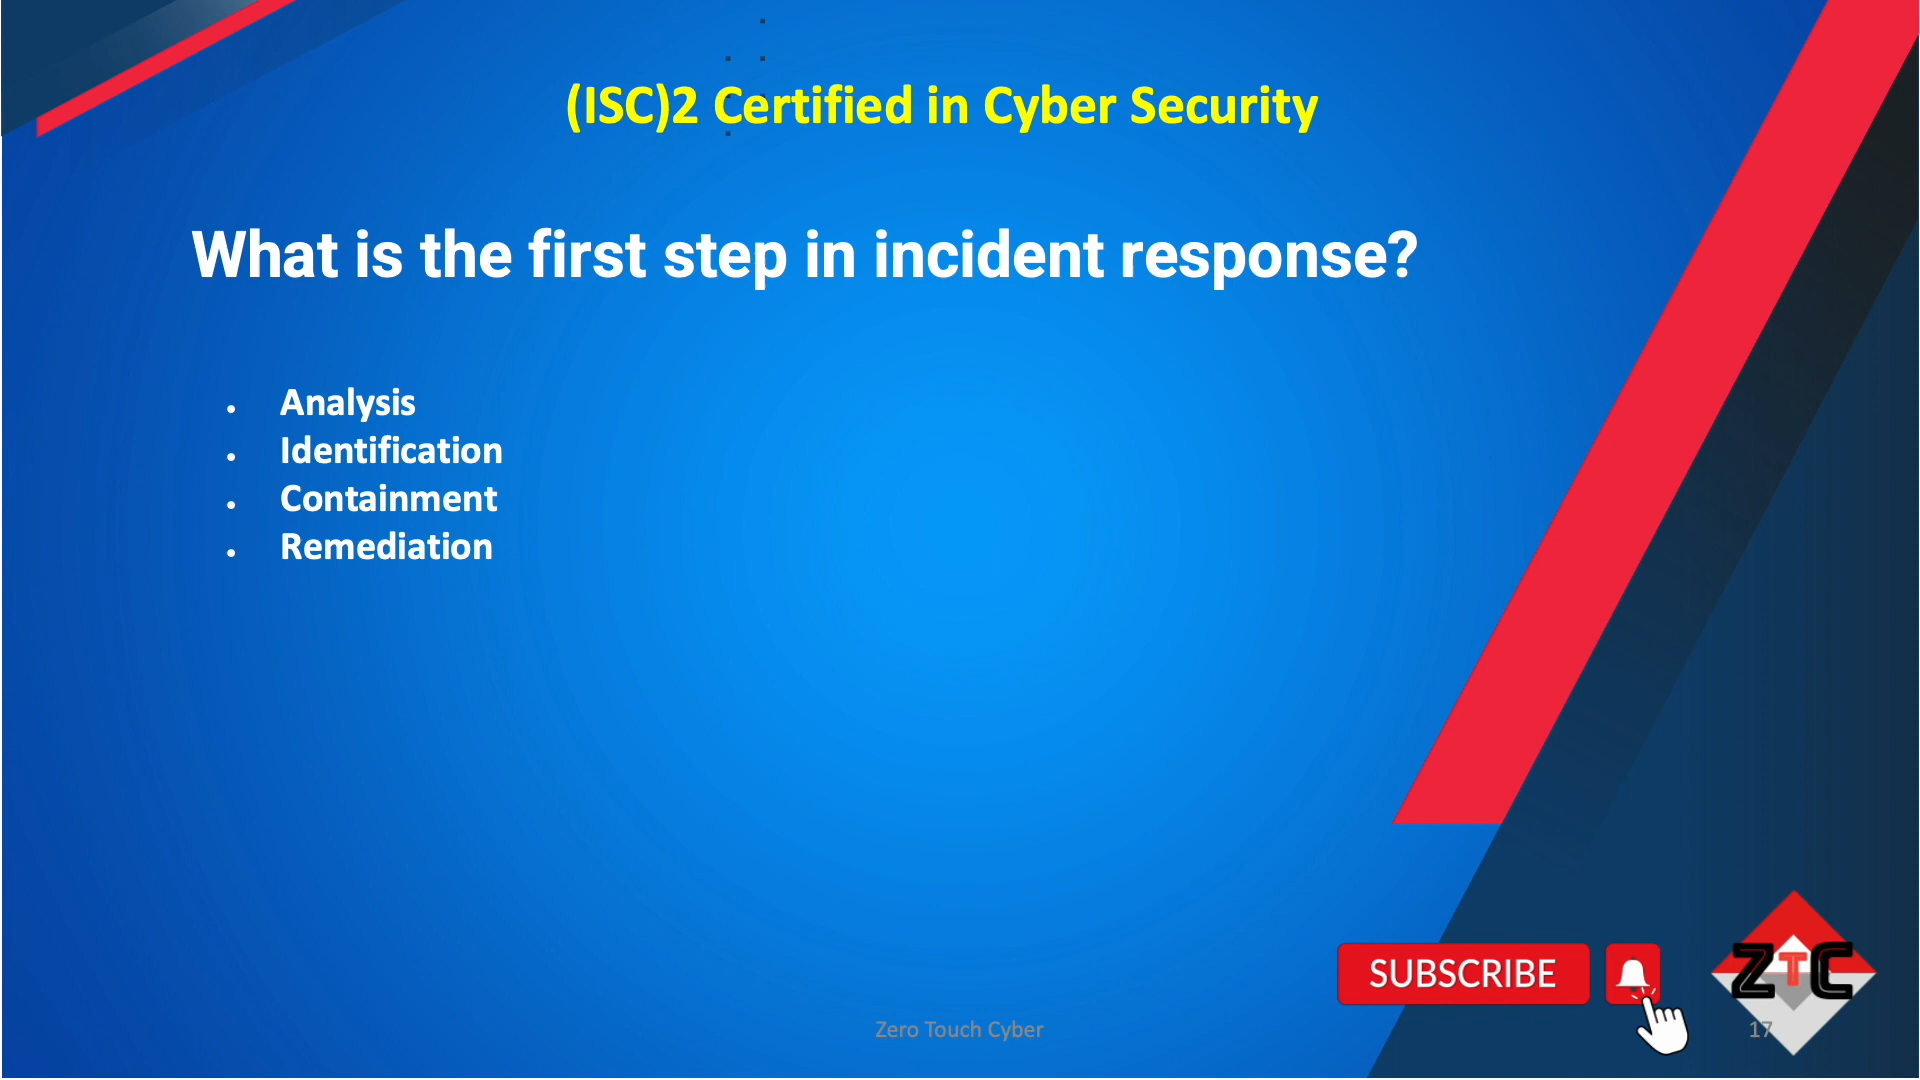 (ISC)2 Certified in Cyber Security
What is the first step in incident response?
• Analysis
• Identification
• Containment
• Remediation
SUBSCRIBE
ZTC
Zero Touch Cyber
17